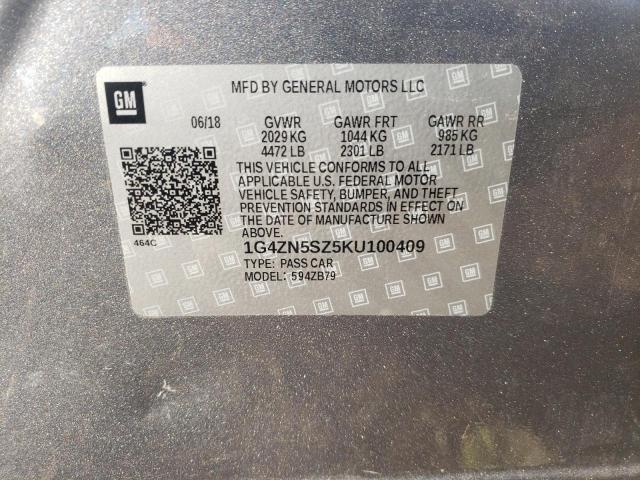 GM
MFD BY GENERAL MOTORS LLC
06/18 GVWR GAWR FRT GAWR RR
2029 KG 1044 KG 985 KG
4472 LB 2301 LB 2171 LB
THIS VEHICLE CONFORMS TO ALL
APPLICABLE U.S. FEDERAL MOTOR
VEHICLE SAFETY, BUMPER, AND THEFT
PREVENTION STANDARDS IN EFFECT ON
THE DATE OF MANUFACTURE SHOWN
ABOVE.
464C
1G4ZN5SZ5KU100409
TYPE: PASS CAR
MODEL: 594ZB79